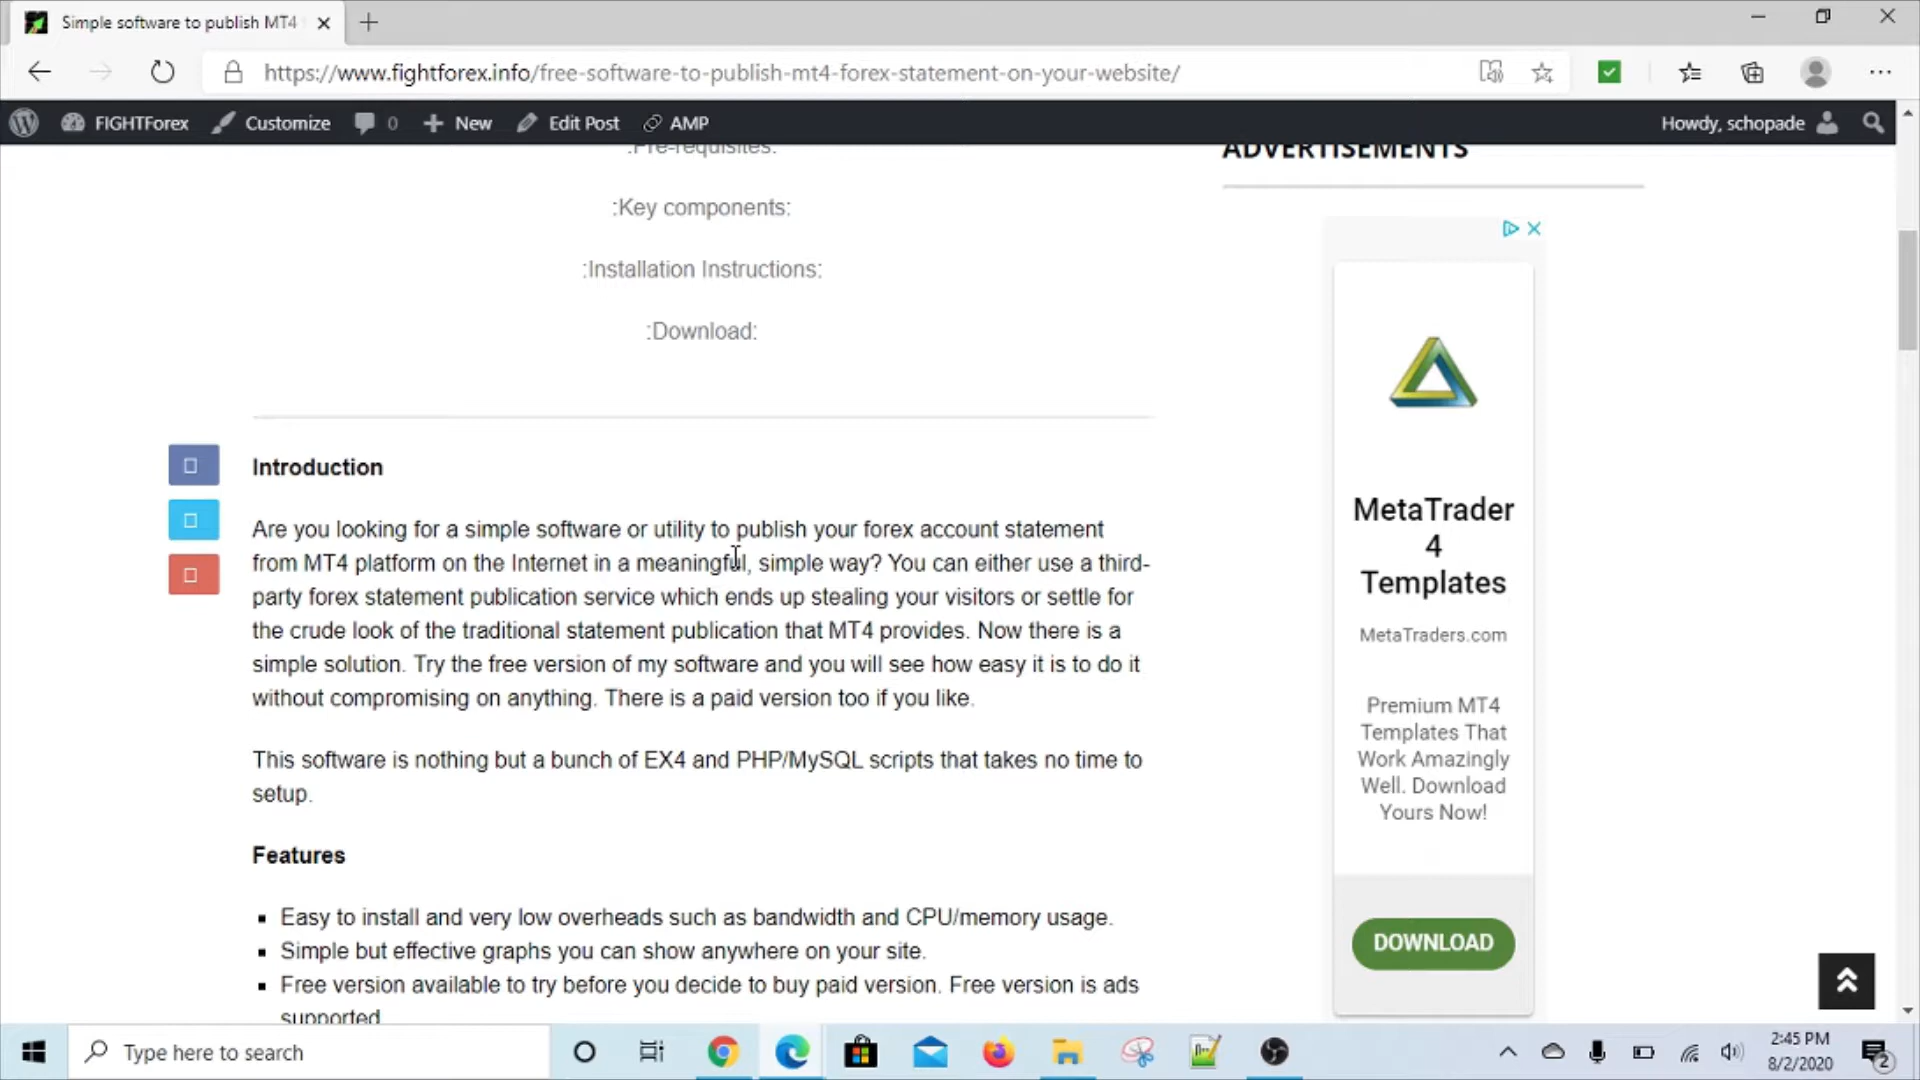 Simple software to publish MT4
https://www.fightforex.info/free-software-to-publish-mt4-forex-statement-on-your-website/
FIGHTForex Customize 0 New Edit Post AMP Howdy, schopade
:Pre-requisites:
:Key components:
:Installation Instructions:
:Download:
Introduction
Are you looking for a simple software or utility to publish your forex account statement
from MT4 platform on the Internet in a meaningful, simple way? You can either use a third-
party forex statement publication service which ends up stealing your visitors or settle for
the crude look of the traditional statement publication that MT4 provides. Now there is a
simple solution. Try the free version of my software and you will see how easy it is to do it
without compromising on anything. There is a paid version too if you like.
This software is nothing but a bunch of EX4 and PHP/MySQL scripts that takes no time to
setup.
Features
Easy to install and very low overheads such as bandwidth and CPU/memory usage.
Simple but effective graphs you can show anywhere on your site.
Free version available to try before you decide to buy paid version. Free version is ads
supported
ADVERTISEMENTS
MetaTrader
4
Templates
MetaTraders.com
Premium MT4
Templates That
Work Amazingly
Well. Download
Yours Now!
DOWNLOAD
Type here to search
2:45 PM
8/2/2020
2